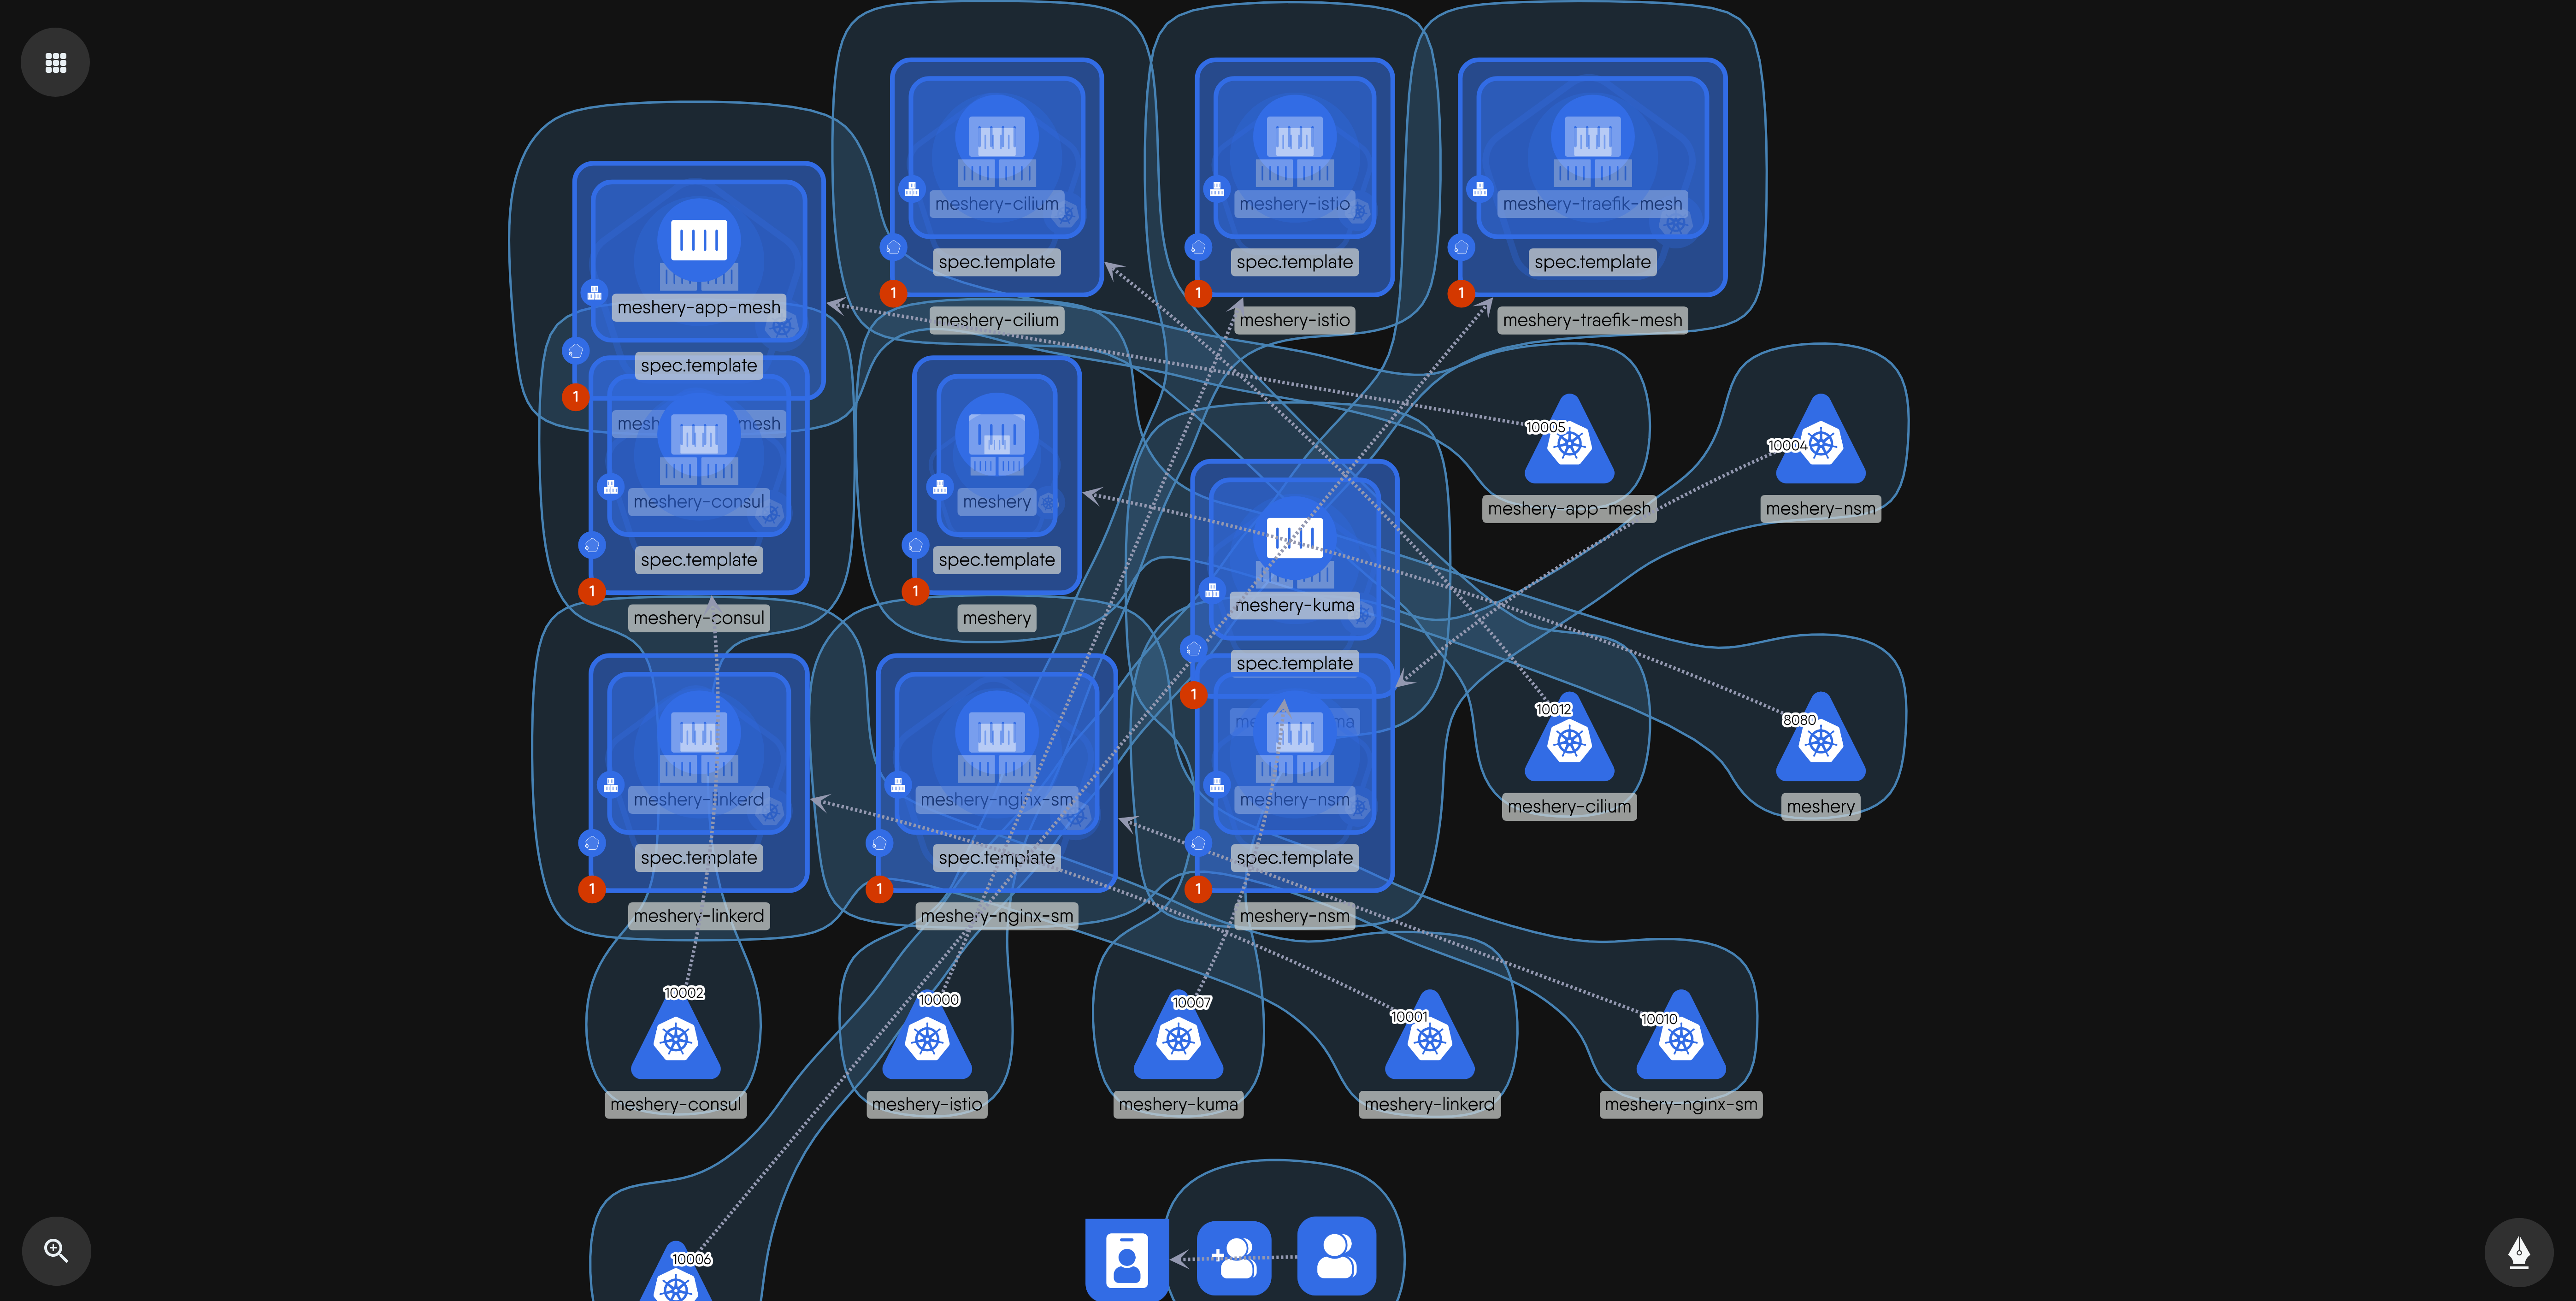 meshery-cilium
spec.template
1
meshery-cilium
meshery-istio
spec.template
1
meshery-istio
meshery-traefik-mesh
spec.template
1
meshery-traefik-mesh
meshery-app-mesh
spec.template
1
mesh mesh
meshery-consul
spec.template
1
meshery-consul
meshery
spec.template
1
meshery
meshery-kuma
spec.template
1
me ma
10005
meshery-app-mesh
10004
meshery-nsm
10012
meshery-cilium
8080
meshery
meshery-linkerd
spec.template
1
meshery-linkerd
meshery-nginx-sm
spec.template
1
meshery-nginx-sm
meshery-nsm
spec.template
1
meshery-nsm
10002
meshery-consul
10000
meshery-istio
10007
meshery-kuma
10001
meshery-linkerd
10010
meshery-nginx-sm
10006